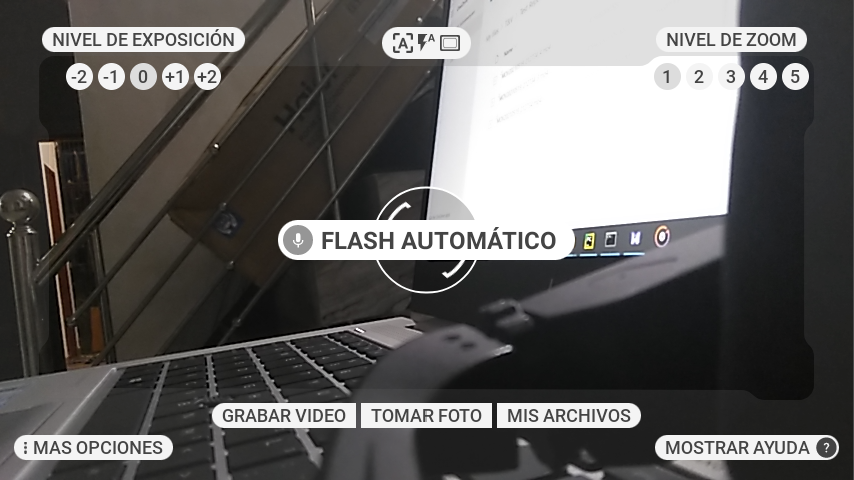 NIVEL DE EXPOSICIÓN
NIVEL DE ZOOM
-2 -1 0 +1 +2
1 2 3 4 5
FLASH AUTOMÁTICO
GRABAR VIDEO
TOMAR FOTO
MIS ARCHIVOS
MAS OPCIONES
MOSTRAR AYUDA ?